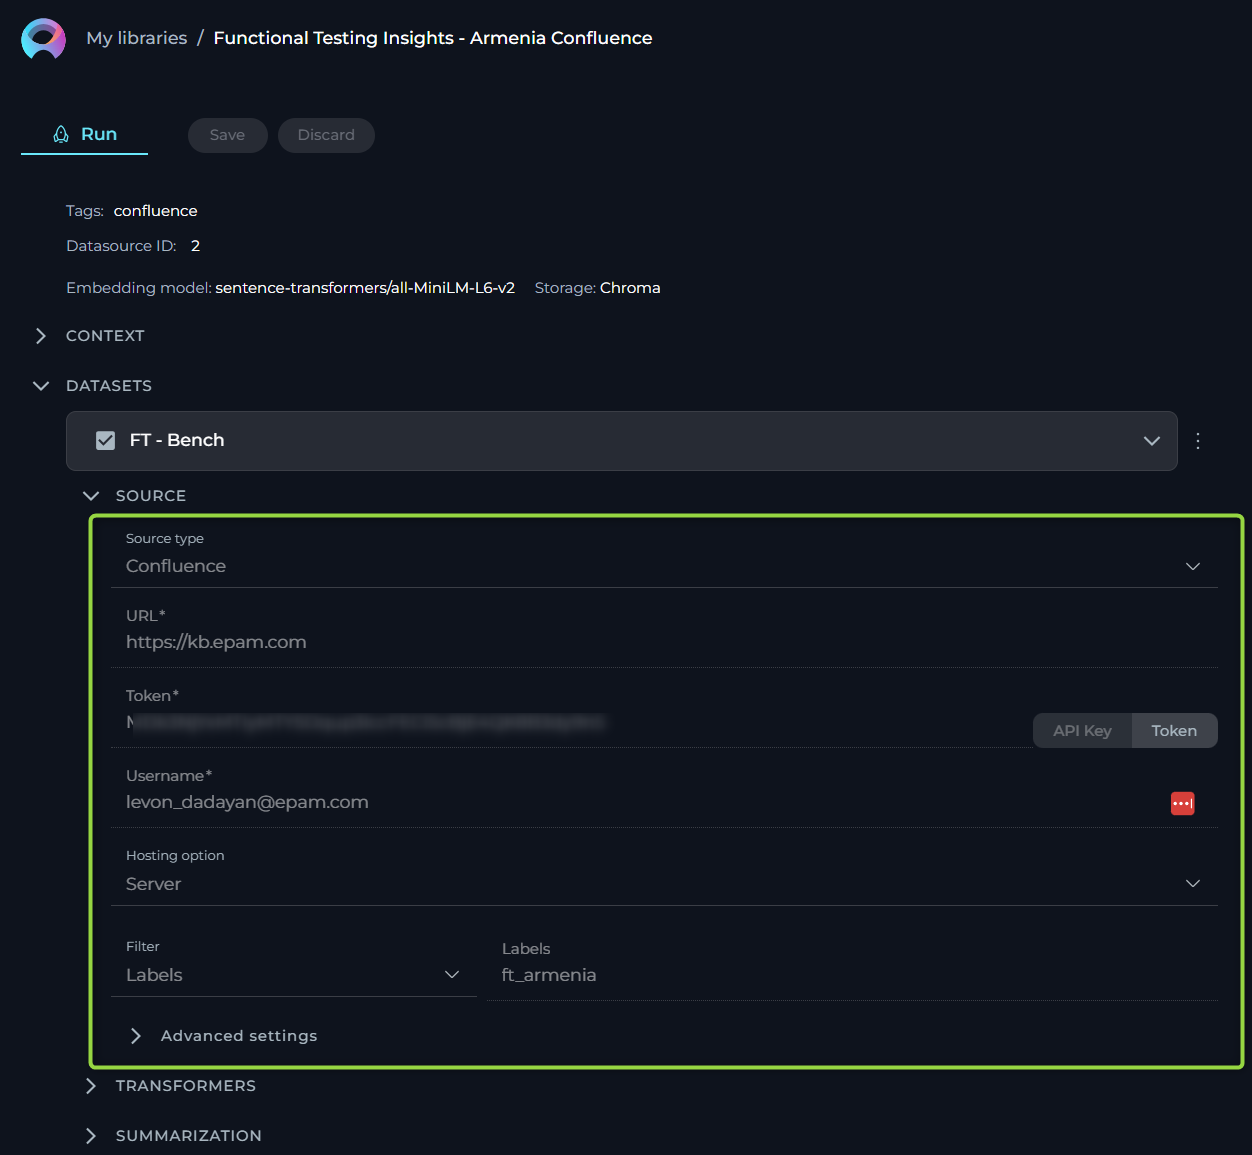 My libraries / Functional Testing Insights - Armenia Confluence
Run Save Discard
Tags: confluence
Datasource ID: 2
Embedding model: sentence-transformers/all-MiniLM-L6-v2 Storage: Chroma
CONTEXT
DATASETS
FT - Bench
SOURCE
Source type
Confluence
URL*
https://kb.epam.com
Token*
API Key Token
Username*
levon_dadayan@epam.com
Hosting option
Server
Filter Labels
Labels ft_armenia
Advanced settings
TRANSFORMERS
SUMMARIZATION